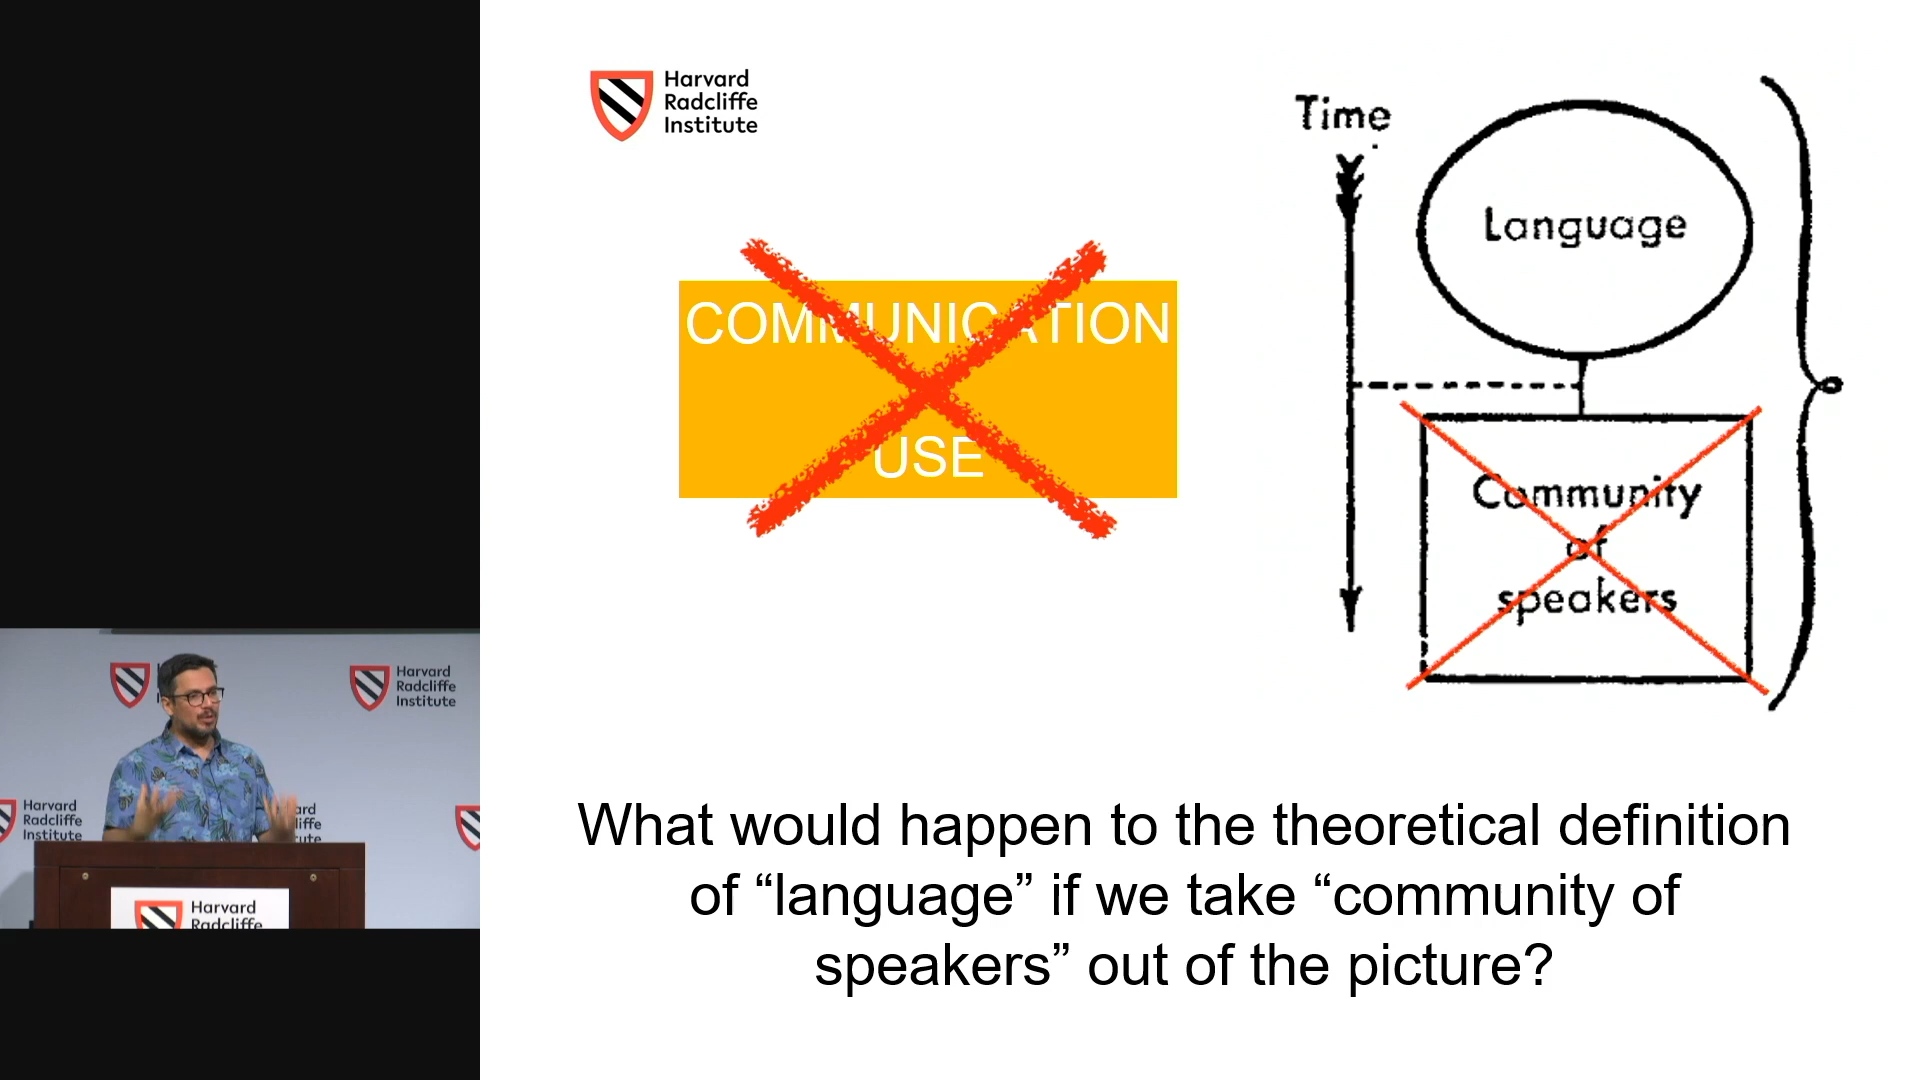 Harvard
Radcliffe
Institute
Time
Language
COMMUNICATION
USE
Community
of
speakers
What would happen to the theoretical definition
of “language” if we take “community of
speakers” out of the picture?
Harvard
Radcliffe
Institute
Harvard
Radcliffe
Institute
Harvard
Radcliffe